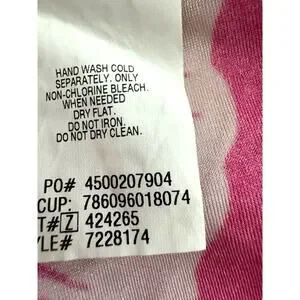 HAND WASH COLD
SEPARATELY. ONLY
NON-CHLORINE BLEACH.
WHEN NEEDED
DRY FLAT.
DO NOT IRON.
DO NOT DRY CLEAN.
PO# 4500207904
CUP: 786096018074
T# Z 424265
YLE# 7228174